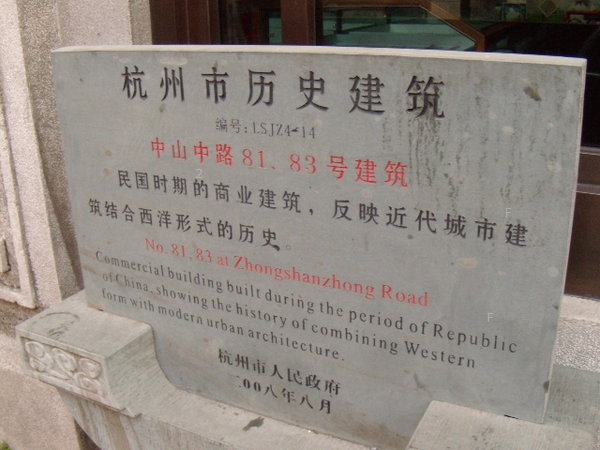 杭州市历史建筑
编号:LSJZ4-14
中山中路81、83号建筑
民国时期的商业建筑，反映近代城市建
筑结合西洋形式的历史。
No. 81, 83 at Zhongshanzhong Road
Commercial building built during the period of Republic
of China, showing the history of combining Western
form with modern urban architecture.
杭州市人民政府
二00八年八月